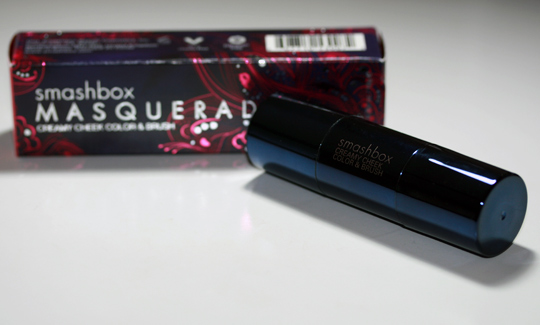 smashbox
MASQUERAD
CREAMY CHEEK COLOR & BRUSH
smashbox
CREAMY CHEEK
COLOR & BRUSH